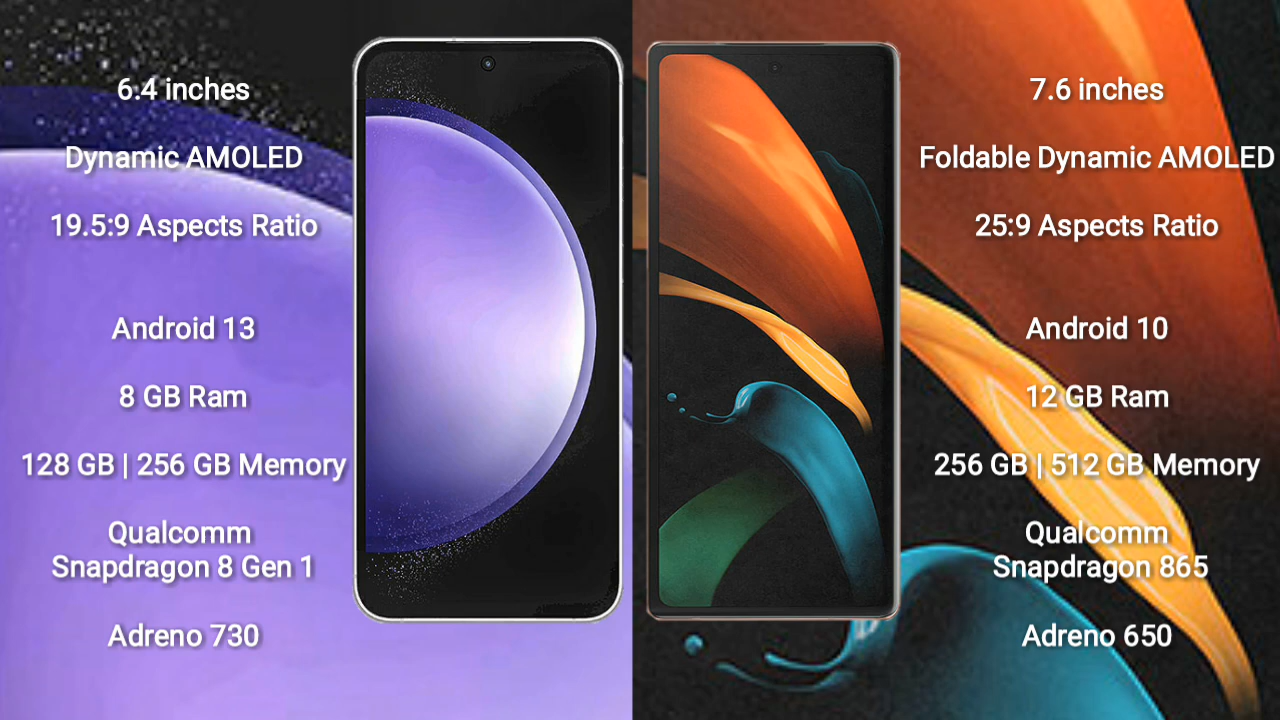 6.4 inches
Dynamic AMOLED
19.5:9 Aspects Ratio
Android 13
8 GB Ram
128 GB | 256 GB Memory
Qualcomm
Snapdragon 8 Gen 1
Adreno 730
7.6 inches
Foldable Dynamic AMOLED
25:9 Aspects Ratio
Android 10
12 GB Ram
256 GB | 512 GB Memory
Qualcomm
Snapdragon 865
Adreno 650